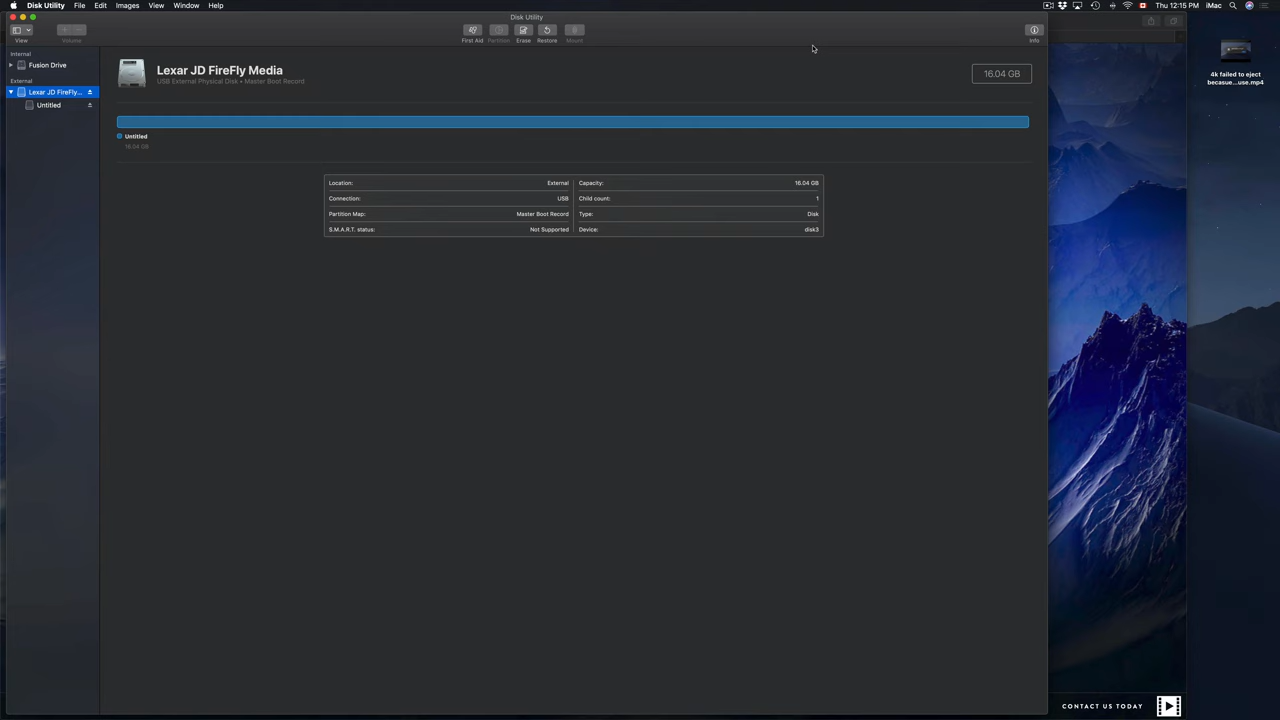 Disk Utility File Edit Images View Window Help Thu 12:15 PM iMac
Disk Utility
View Volume First Aid Partition Erase Restore Mount Info
Internal
Fusion Drive
External
Lexar JD FireFly...
Untitled
Lexar JD FireFly Media
USB External Physical Disk • Master Boot Record
16.04 GB
Untitled
16.04 GB
Location: External
Connection: USB
Partition Map: Master Boot Record
S.M.A.R.T. status: Not Supported
Capacity: 16.04 GB
Child count: 1
Type: Disk
Device: disk3
4k failed to eject
becasue...use.mp4
CONTACT US TODAY